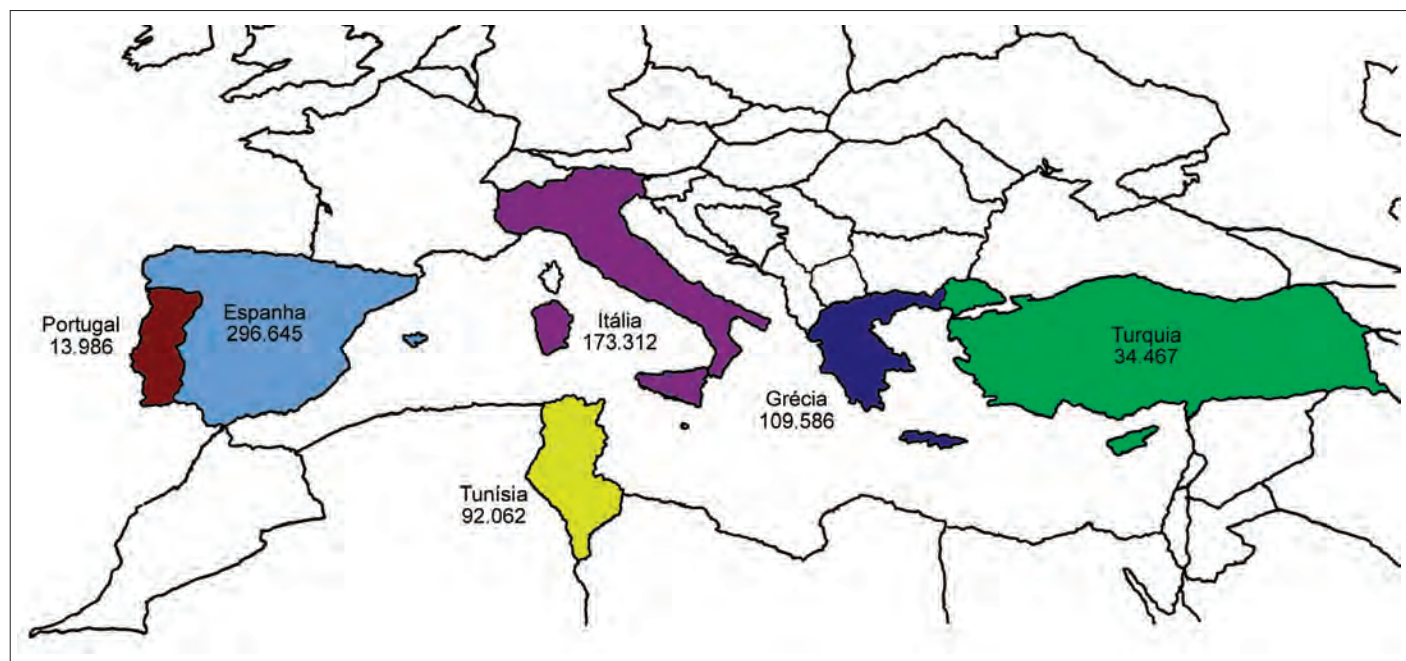 Portugal
13.986
Espanha
296.645
Itália
173.312
Grécia
109.586
Turquia
34.467
Tunísia
92.062